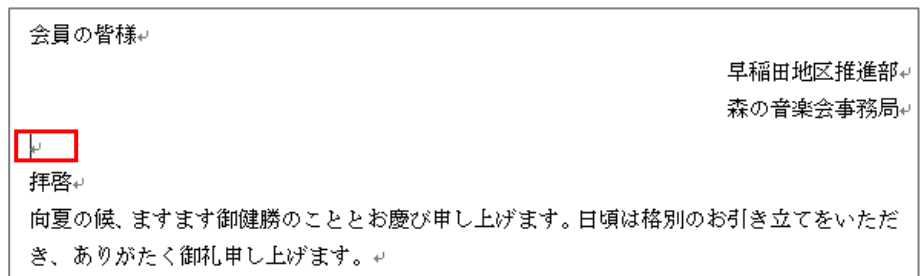 会員の皆様
早稲田地区推進部
森の音楽会事務局
拝啓
向夏の候、ますます御健勝のこととお慶び申し上げます。日頃は格別のお引き立てをいただ
き、ありがたく御礼申し上げます。